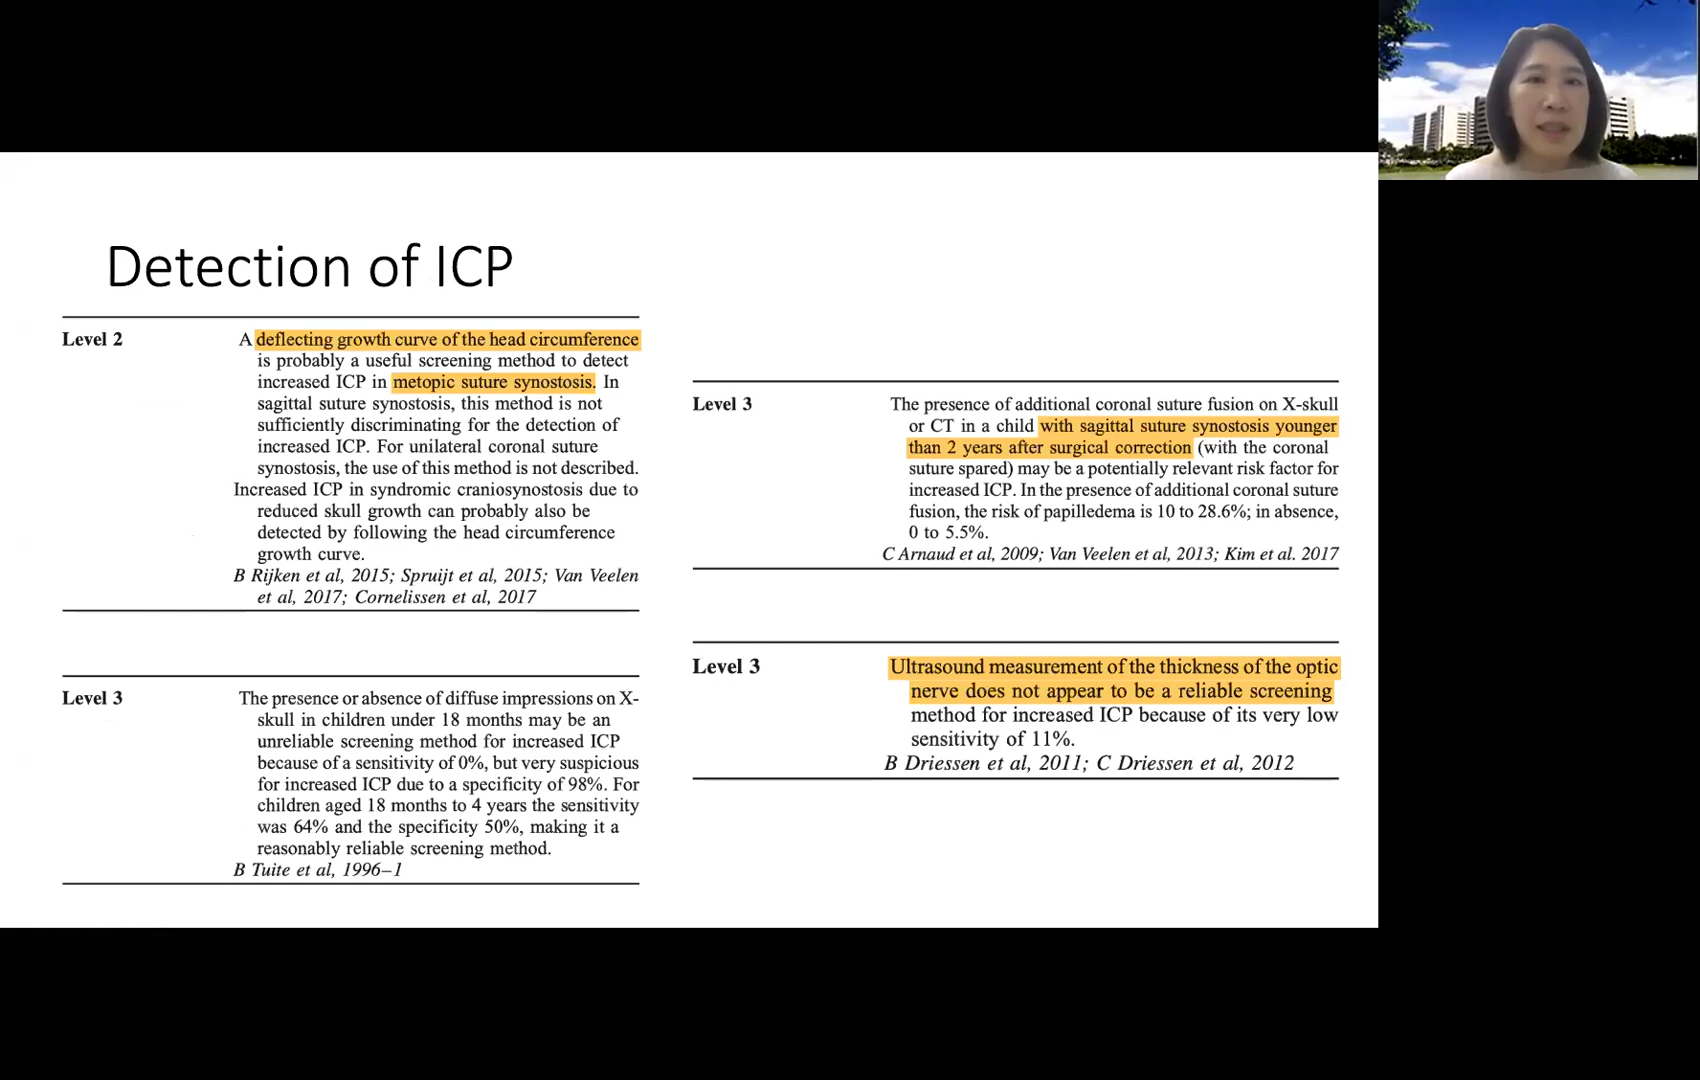 Detection of ICP
Level 2
A deflecting growth curve of the head circumference
is probably a useful screening method to detect
increased ICP in metopic suture synostosis. In
sagittal suture synostosis, this method is not
sufficiently discriminating for the detection of
increased ICP. For unilateral coronal suture
synostosis, the use of this method is not described.
Increased ICP in syndromic craniosynostosis due to
reduced skull growth can probably also be
detected by following the head circumference
growth curve.
B Rijken et al, 2015; Spruijt et al, 2015; Van Veelen
et al, 2017; Cornelissen et al, 2017
Level 3
The presence or absence of diffuse impressions on X-
skull in children under 18 months may be an
unreliable screening method for increased ICP
because of a sensitivity of 0%, but very suspicious
for increased ICP due to a specificity of 98%. For
children aged 18 months to 4 years the sensitivity
was 64% and the specificity 50%, making it a
reasonably reliable screening method.
B Tuite et al, 1996–1
Level 3
The presence of additional coronal suture fusion on X-skull
or CT in a child with sagittal suture synostosis younger
than 2 years after surgical correction (with the coronal
suture spared) may be a potentially relevant risk factor for
increased ICP. In the presence of additional coronal suture
fusion, the risk of papilledema is 10 to 28.6%; in absence,
0 to 5.5%.
C Arnaud et al, 2009; Van Veelen et al, 2013; Kim et al. 2017
Level 3
Ultrasound measurement of the thickness of the optic
nerve does not appear to be a reliable screening
method for increased ICP because of its very low
sensitivity of 11%.
B Driessen et al, 2011; C Driessen et al, 2012